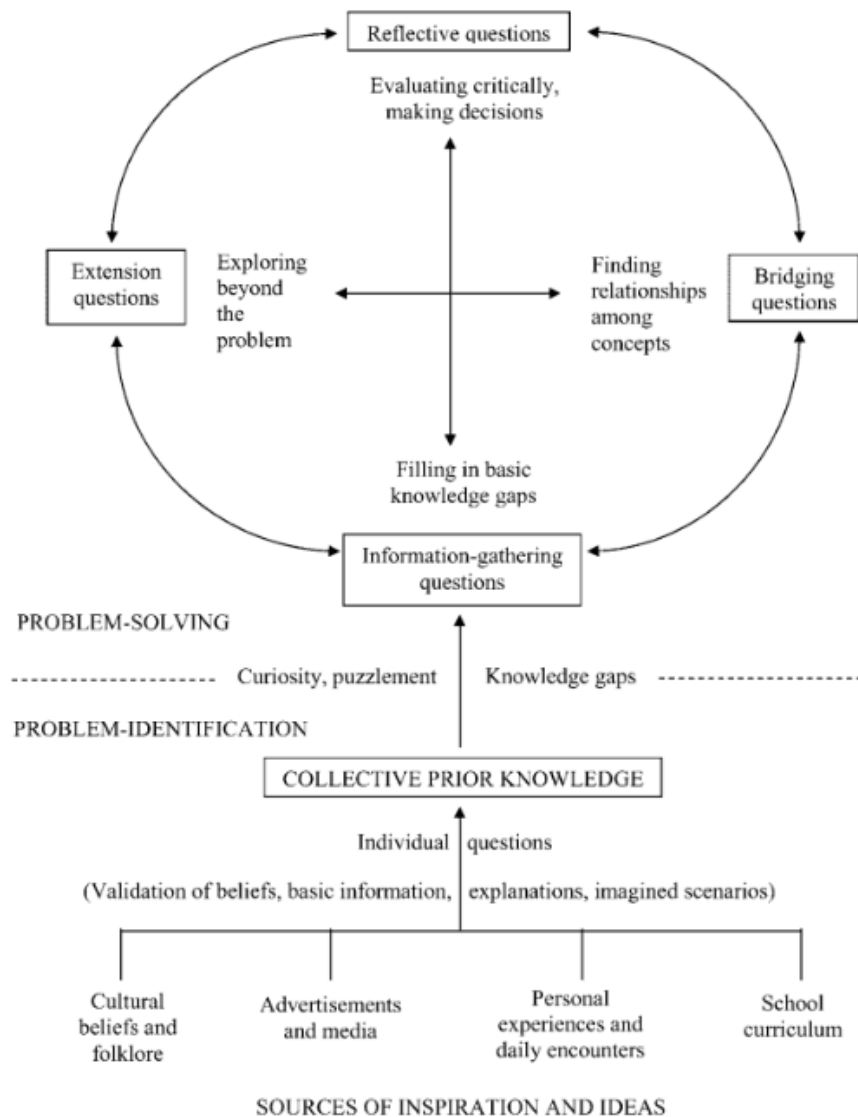 Reflective questions
Evaluating critically,
making decisions
Extension
questions
Exploring
beyond
the
problem
Finding
relationships
among
concepts
Bridging
questions
Filling in basic
knowledge gaps
Information-gathering
questions
PROBLEM-SOLVING
Curiosity, puzzlement
Knowledge gaps
PROBLEM-IDENTIFICATION
COLLECTIVE PRIOR KNOWLEDGE
Individual questions
(Validation of beliefs, basic information, explanations, imagined scenarios)
Cultural
beliefs and
folklore
Advertisements
and media
Personal
experiences and
daily encounters
School
curriculum
SOURCES OF INSPIRATION AND IDEAS